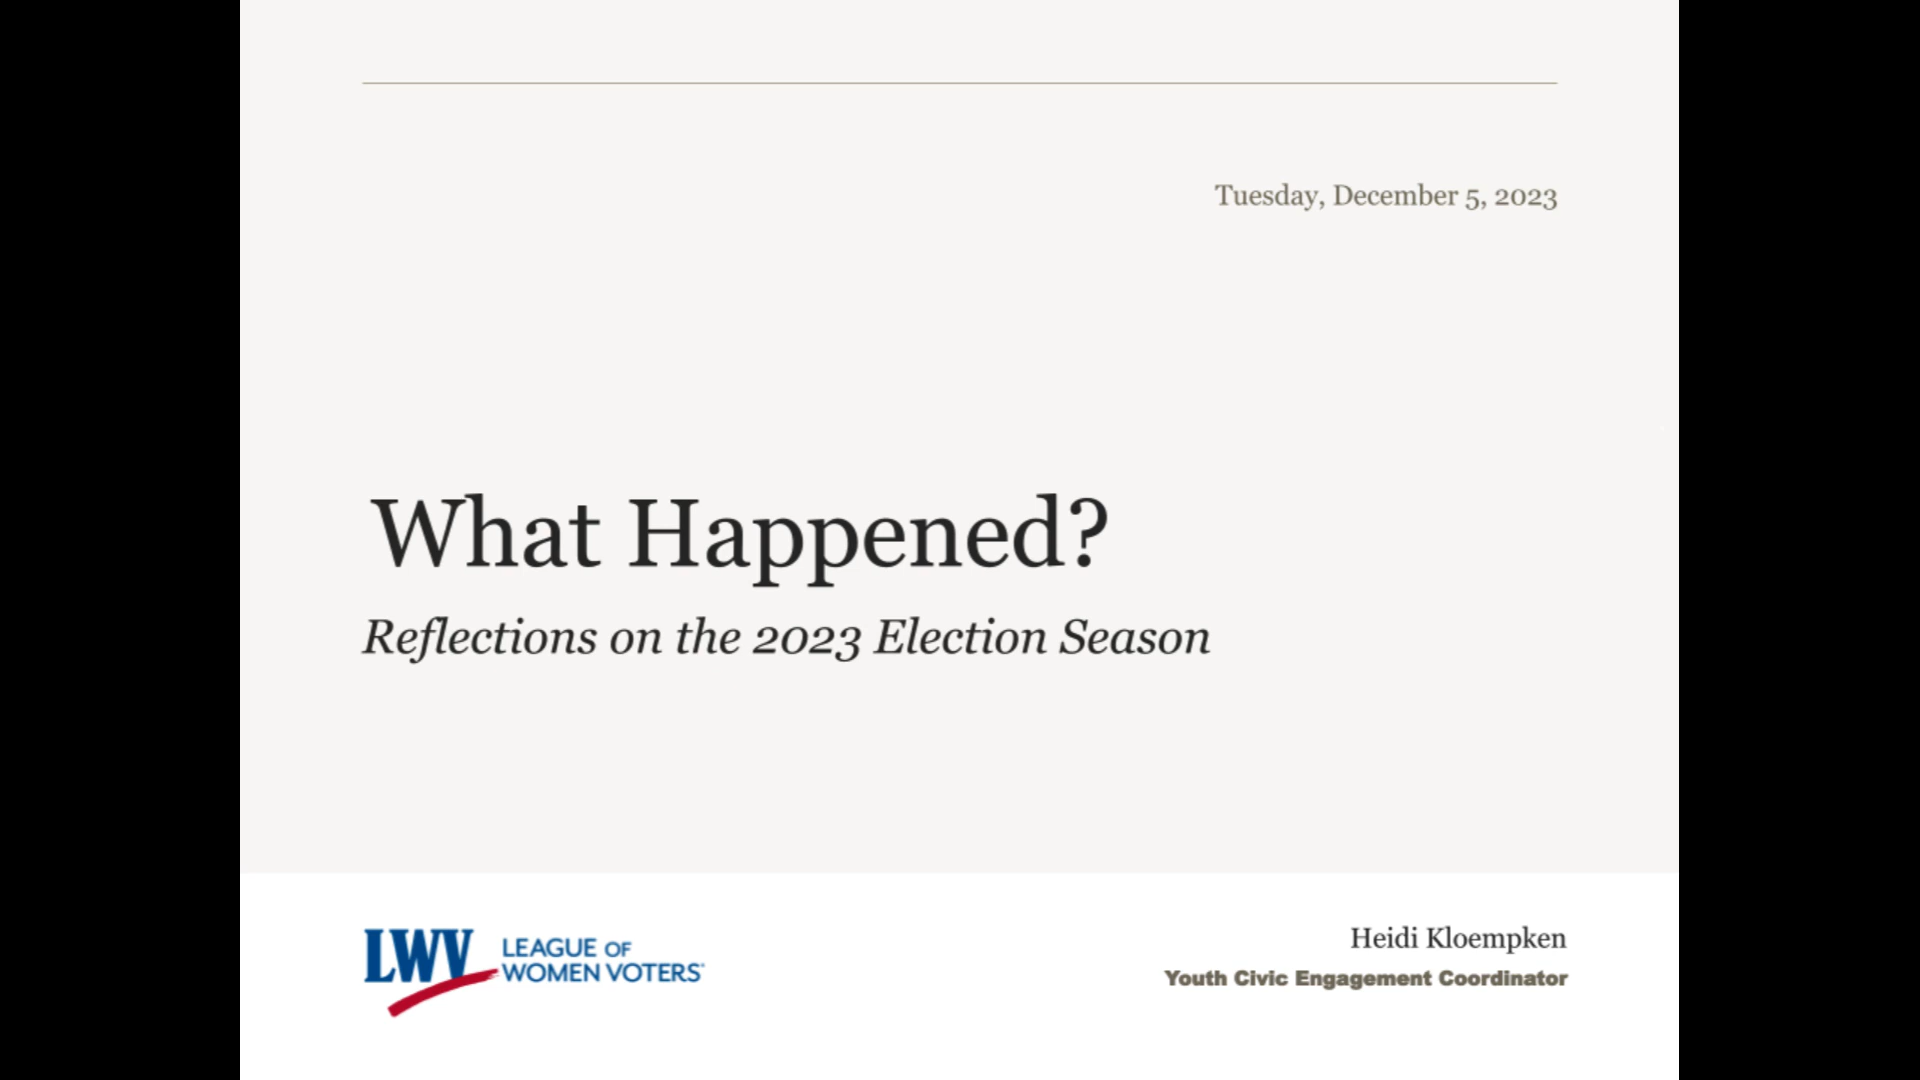 Tuesday, December 5, 2023
What Happened?
Reflections on the 2023 Election Season
LWV
LEAGUE OF
WOMEN VOTERS®
Heidi Kloempken
Youth Civic Engagement Coordinator